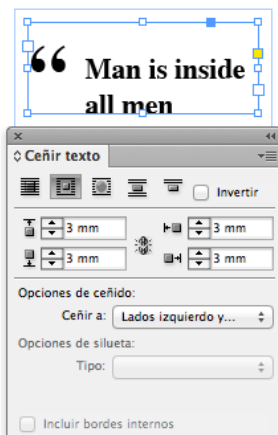 “ Man is inside
all men
Ceñir texto
Invertir
3 mm 3 mm
3 mm 3 mm
Opciones de ceñido:
Ceñir a: Lados izquierdo y...
Opciones de silueta:
Tipo:
Incluir bordes internos